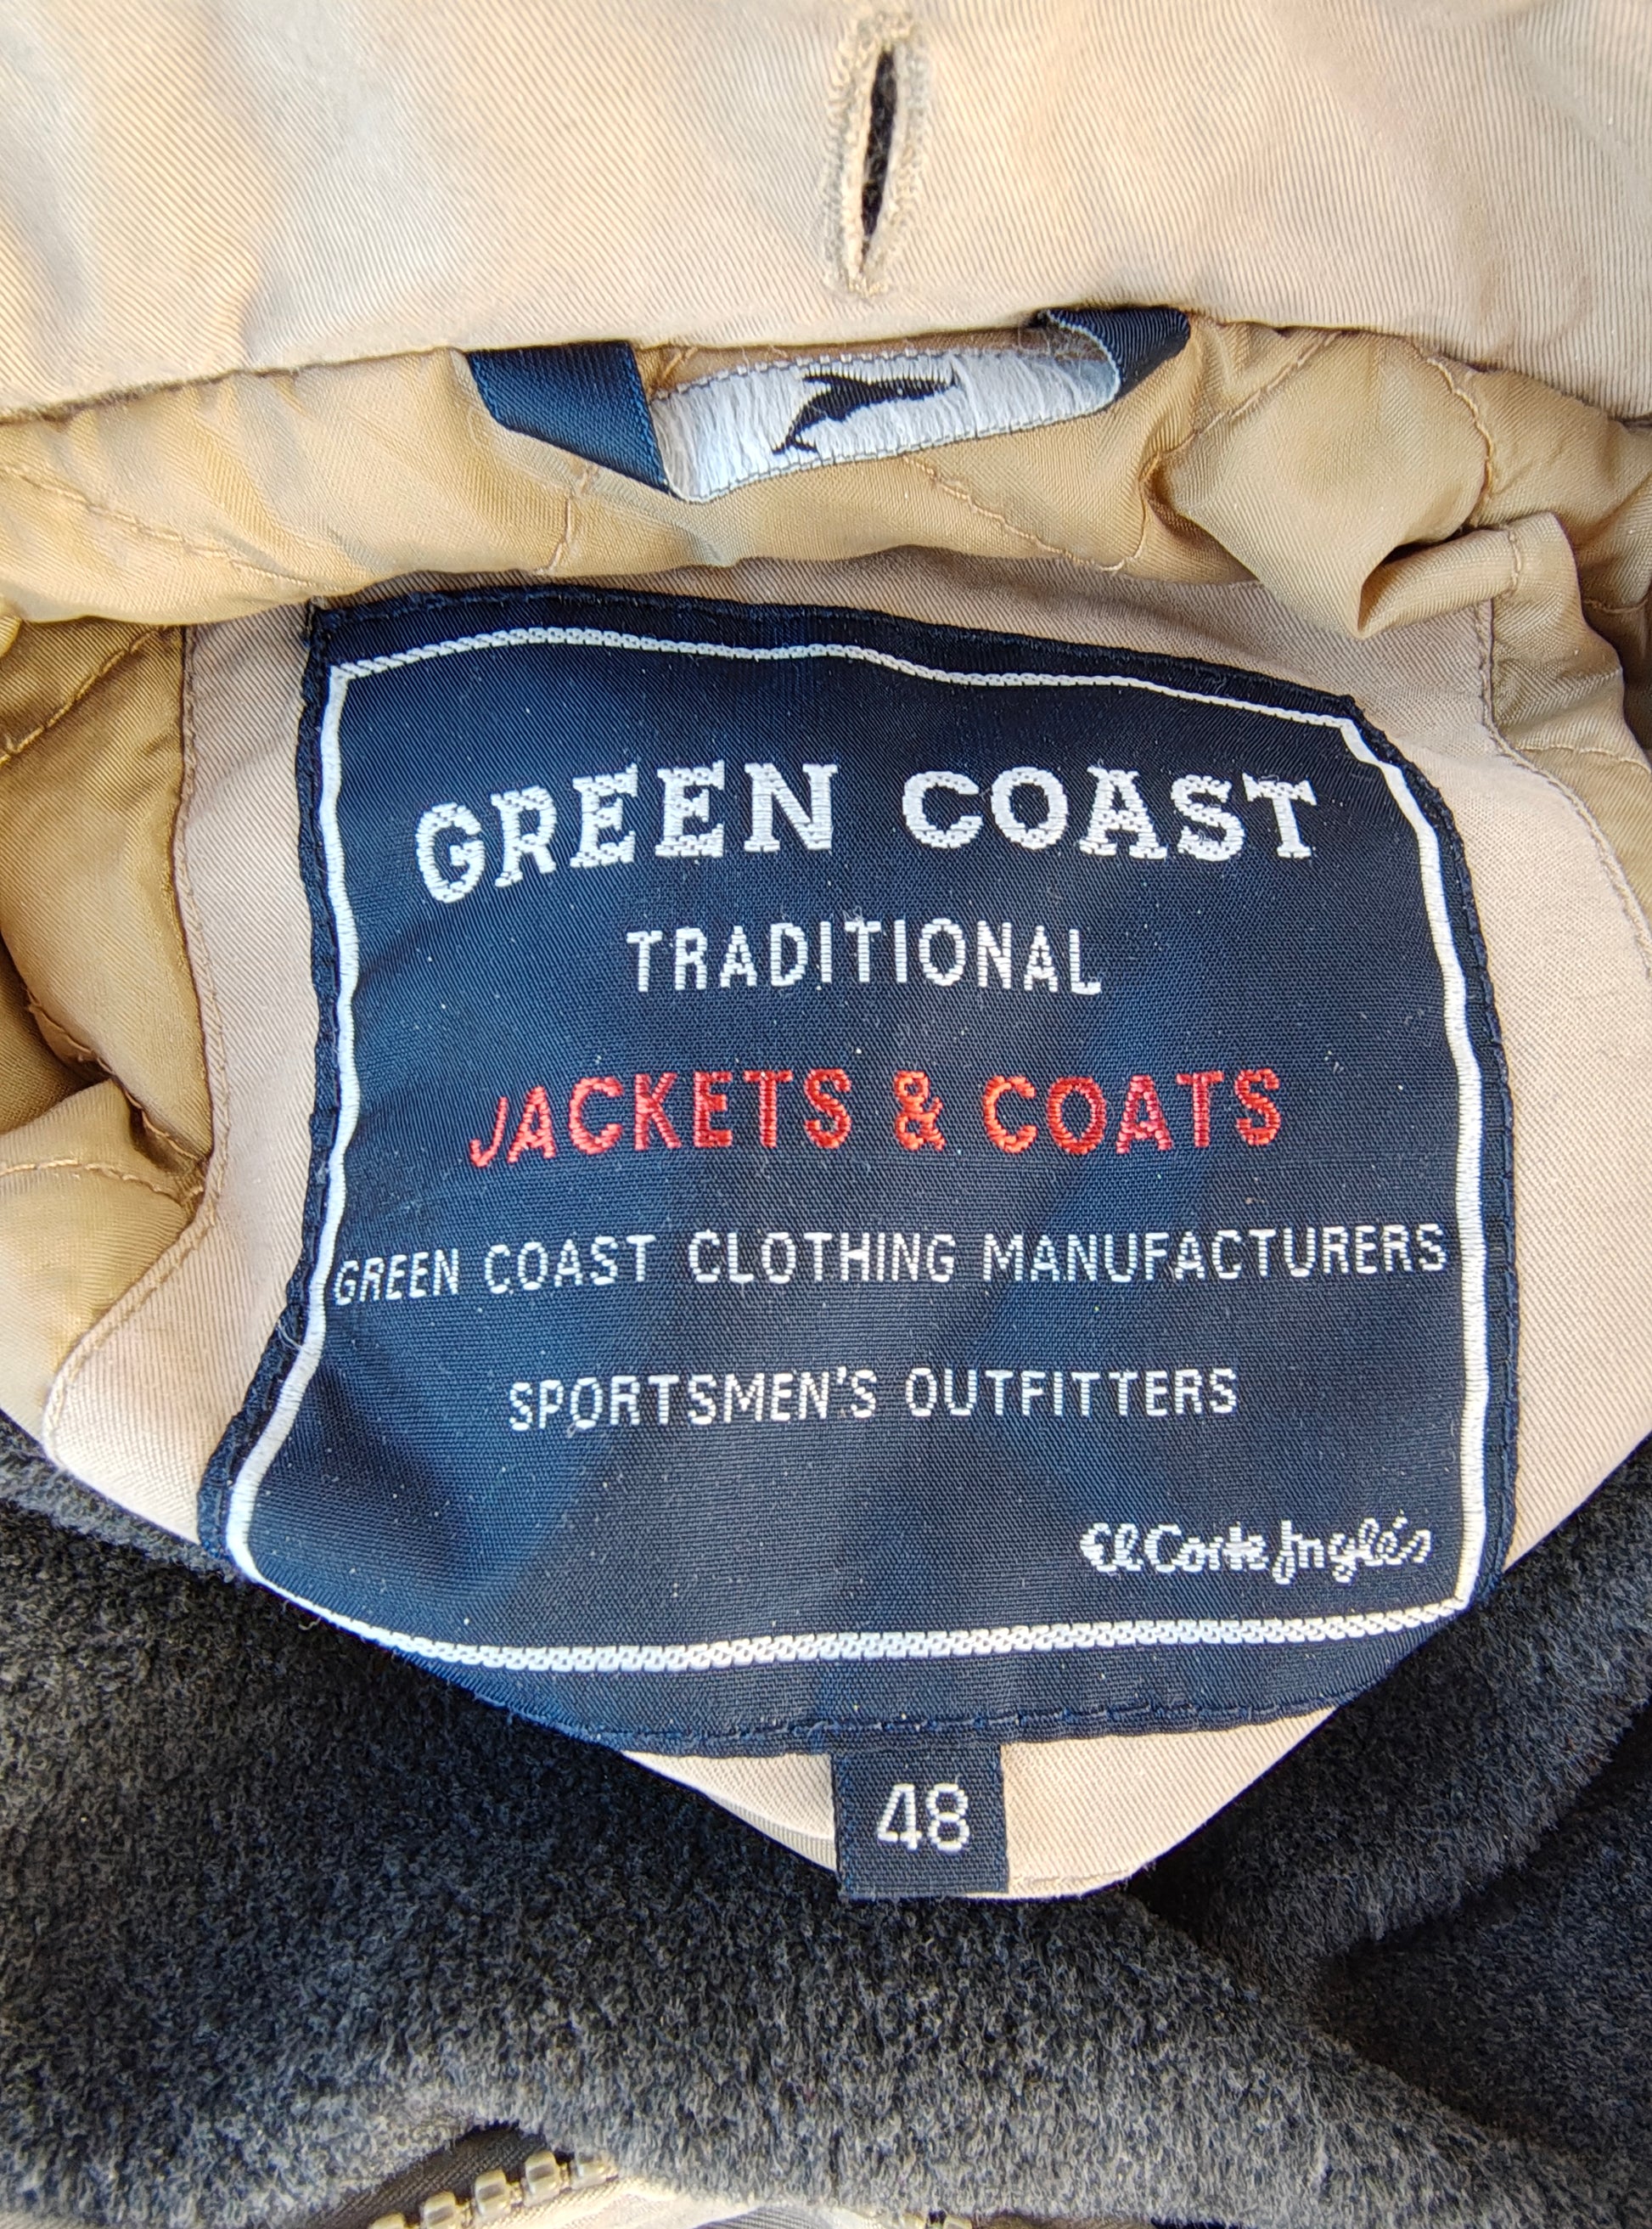 GREEN COAST
TRADITIONAL
JACKETS & COATS
GREEN COAST CLOTHING MANUFACTURERS
SPORTSMEN'S OUTFITTERS
El Corte Inglés
48